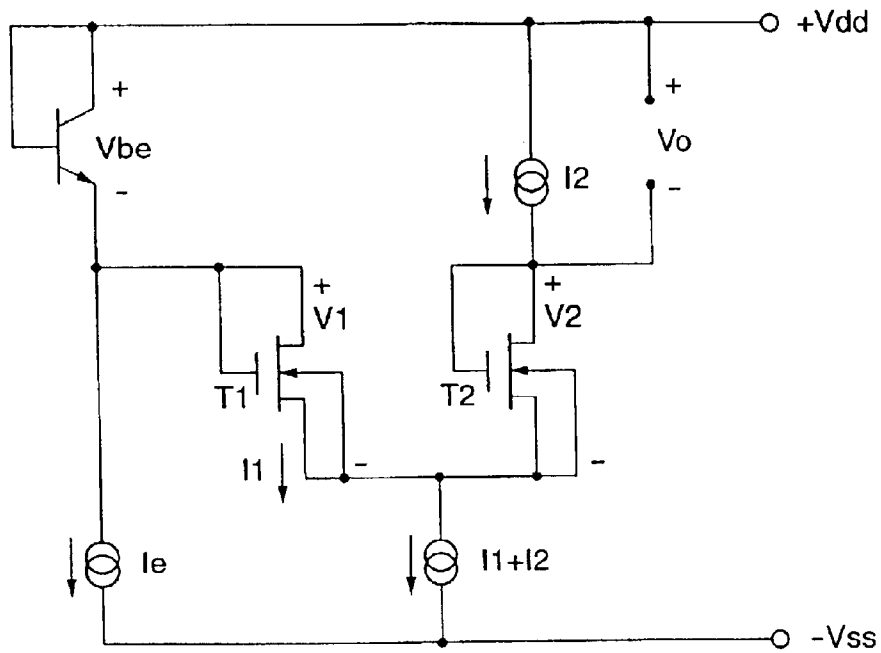 +Vdd
+
Vbe
-
I2
+
Vo
-
+
V1
T1
I1
-
+
V2
T2
-
Ie
I1+I2
-Vss